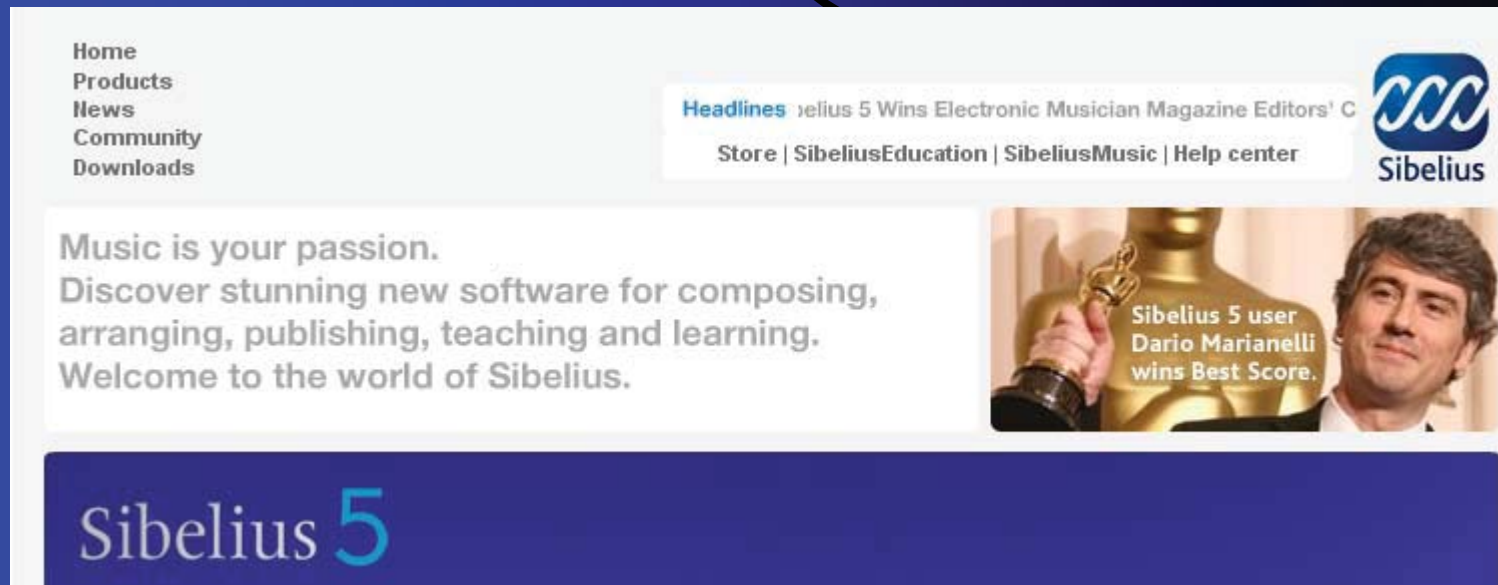 Home
Products
News
Community
Downloads
Headlines elius 5 Wins Electronic Musician Magazine Editors' C
Store | SibeliusEducation | SibeliusMusic | Help center
Sibelius
Music is your passion.
Discover stunning new software for composing,
arranging, publishing, teaching and learning.
Welcome to the world of Sibelius.
Sibelius 5 user
Dario Marianelli
wins Best Score.
Sibelius 5